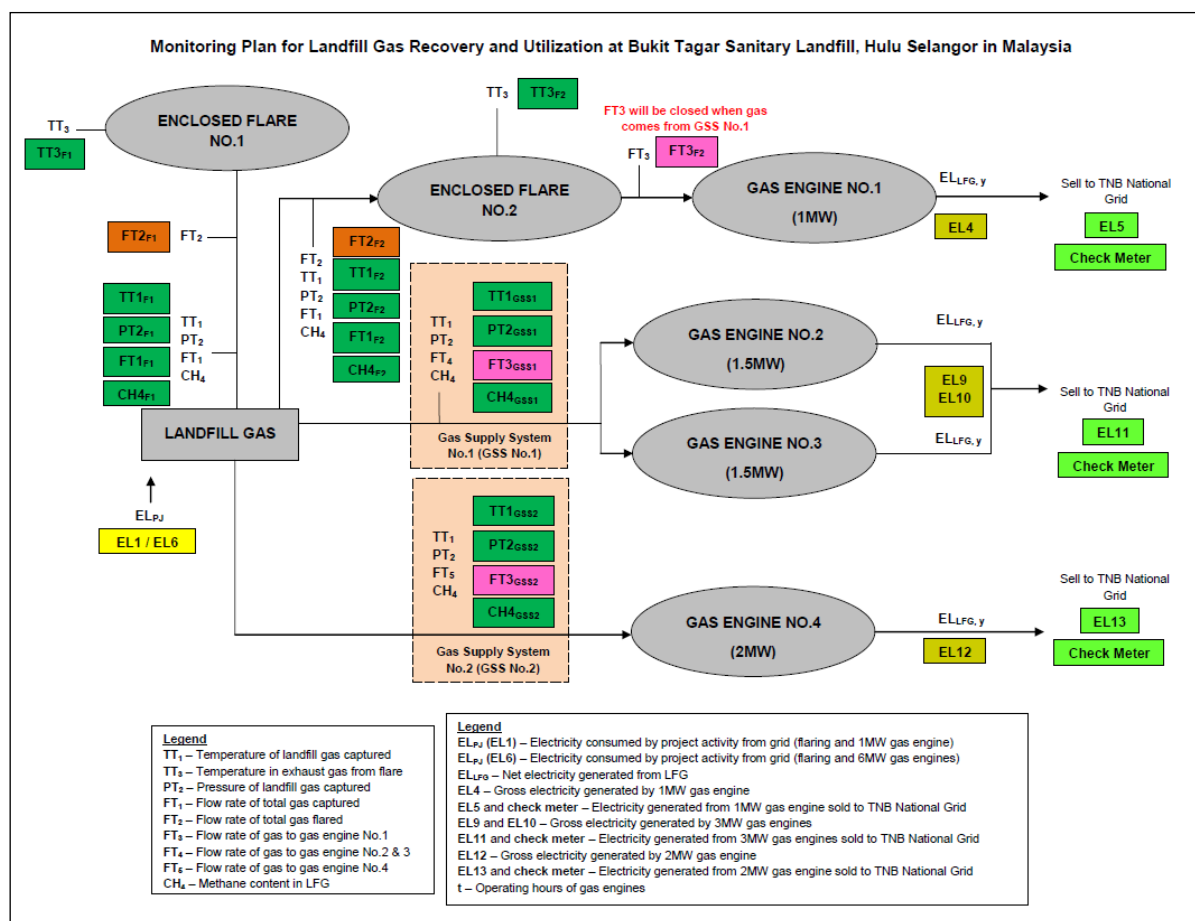 Monitoring Plan for Landfill Gas Recovery and Utilization at Bukit Tagar Sanitary Landfill, Hulu Selangor in Malaysia
TT3
TT3F1
ENCLOSED FLARE
NO.1
TT3
TT3F2
FT3 will be closed when gas
comes from GSS No.1
FT3
FT3F2
ENCLOSED FLARE
NO.2
GAS ENGINE NO.1
(1MW)
ELLFG, y
EL4
Sell to TNB National
Grid
EL5
Check Meter
FT2F1
FT2
TT1F1
PT2F1
FT1F1
CH4F1
TT1
PT2
FT1
CH4
FT2
TT1
PT2
FT1
CH4
FT2F2
TT1F2
PT2F2
FT1F2
CH4F2
TT1
PT2
FT4
CH4
TT1GSS1
PT2GSS1
FT3GSS1
CH4GSS1
Gas Supply System
No.1 (GSS No.1)
GAS ENGINE NO.2
(1.5MW)
ELLFG, y
EL9
EL10
GAS ENGINE NO.3
(1.5MW)
ELLFG, y
Sell to TNB National
Grid
EL11
Check Meter
LANDFILL GAS
ELPJ
EL1 / EL6
TT1
PT2
FT5
CH4
TT1GSS2
PT2GSS2
FT3GSS2
CH4GSS2
Gas Supply System
No.2 (GSS No.2)
GAS ENGINE NO.4
(2MW)
ELLFG, y
EL12
Sell to TNB National
Grid
EL13
Check Meter
Legend
TT1 – Temperature of landfill gas captured
TT3 – Temperature in exhaust gas from flare
PT2 – Pressure of landfill gas captured
FT1 – Flow rate of total gas captured
FT2 – Flow rate of total gas flared
FT3 – Flow rate of gas to gas engine No.1
FT4 – Flow rate of gas to gas engine No.2 & 3
FT5 – Flow rate of gas to gas engine No.4
CH4 – Methane content in LFG
Legend
ELPJ (EL1) – Electricity consumed by project activity from grid (flaring and 1MW gas engine)
ELPJ (EL6) – Electricity consumed by project activity from grid (flaring and 6MW gas engines)
ELLFG – Net electricity generated from LFG
EL4 – Gross electricity generated by 1MW gas engine
EL5 and check meter – Electricity generated from 1MW gas engine sold to TNB National Grid
EL9 and EL10 – Gross electricity generated by 3MW gas engines
EL11 and check meter – Electricity generated from 3MW gas engines sold to TNB National Grid
EL12 – Gross electricity generated by 2MW gas engine
EL13 and check meter – Electricity generated from 2MW gas engine sold to TNB National Grid
t – Operating hours of gas engines